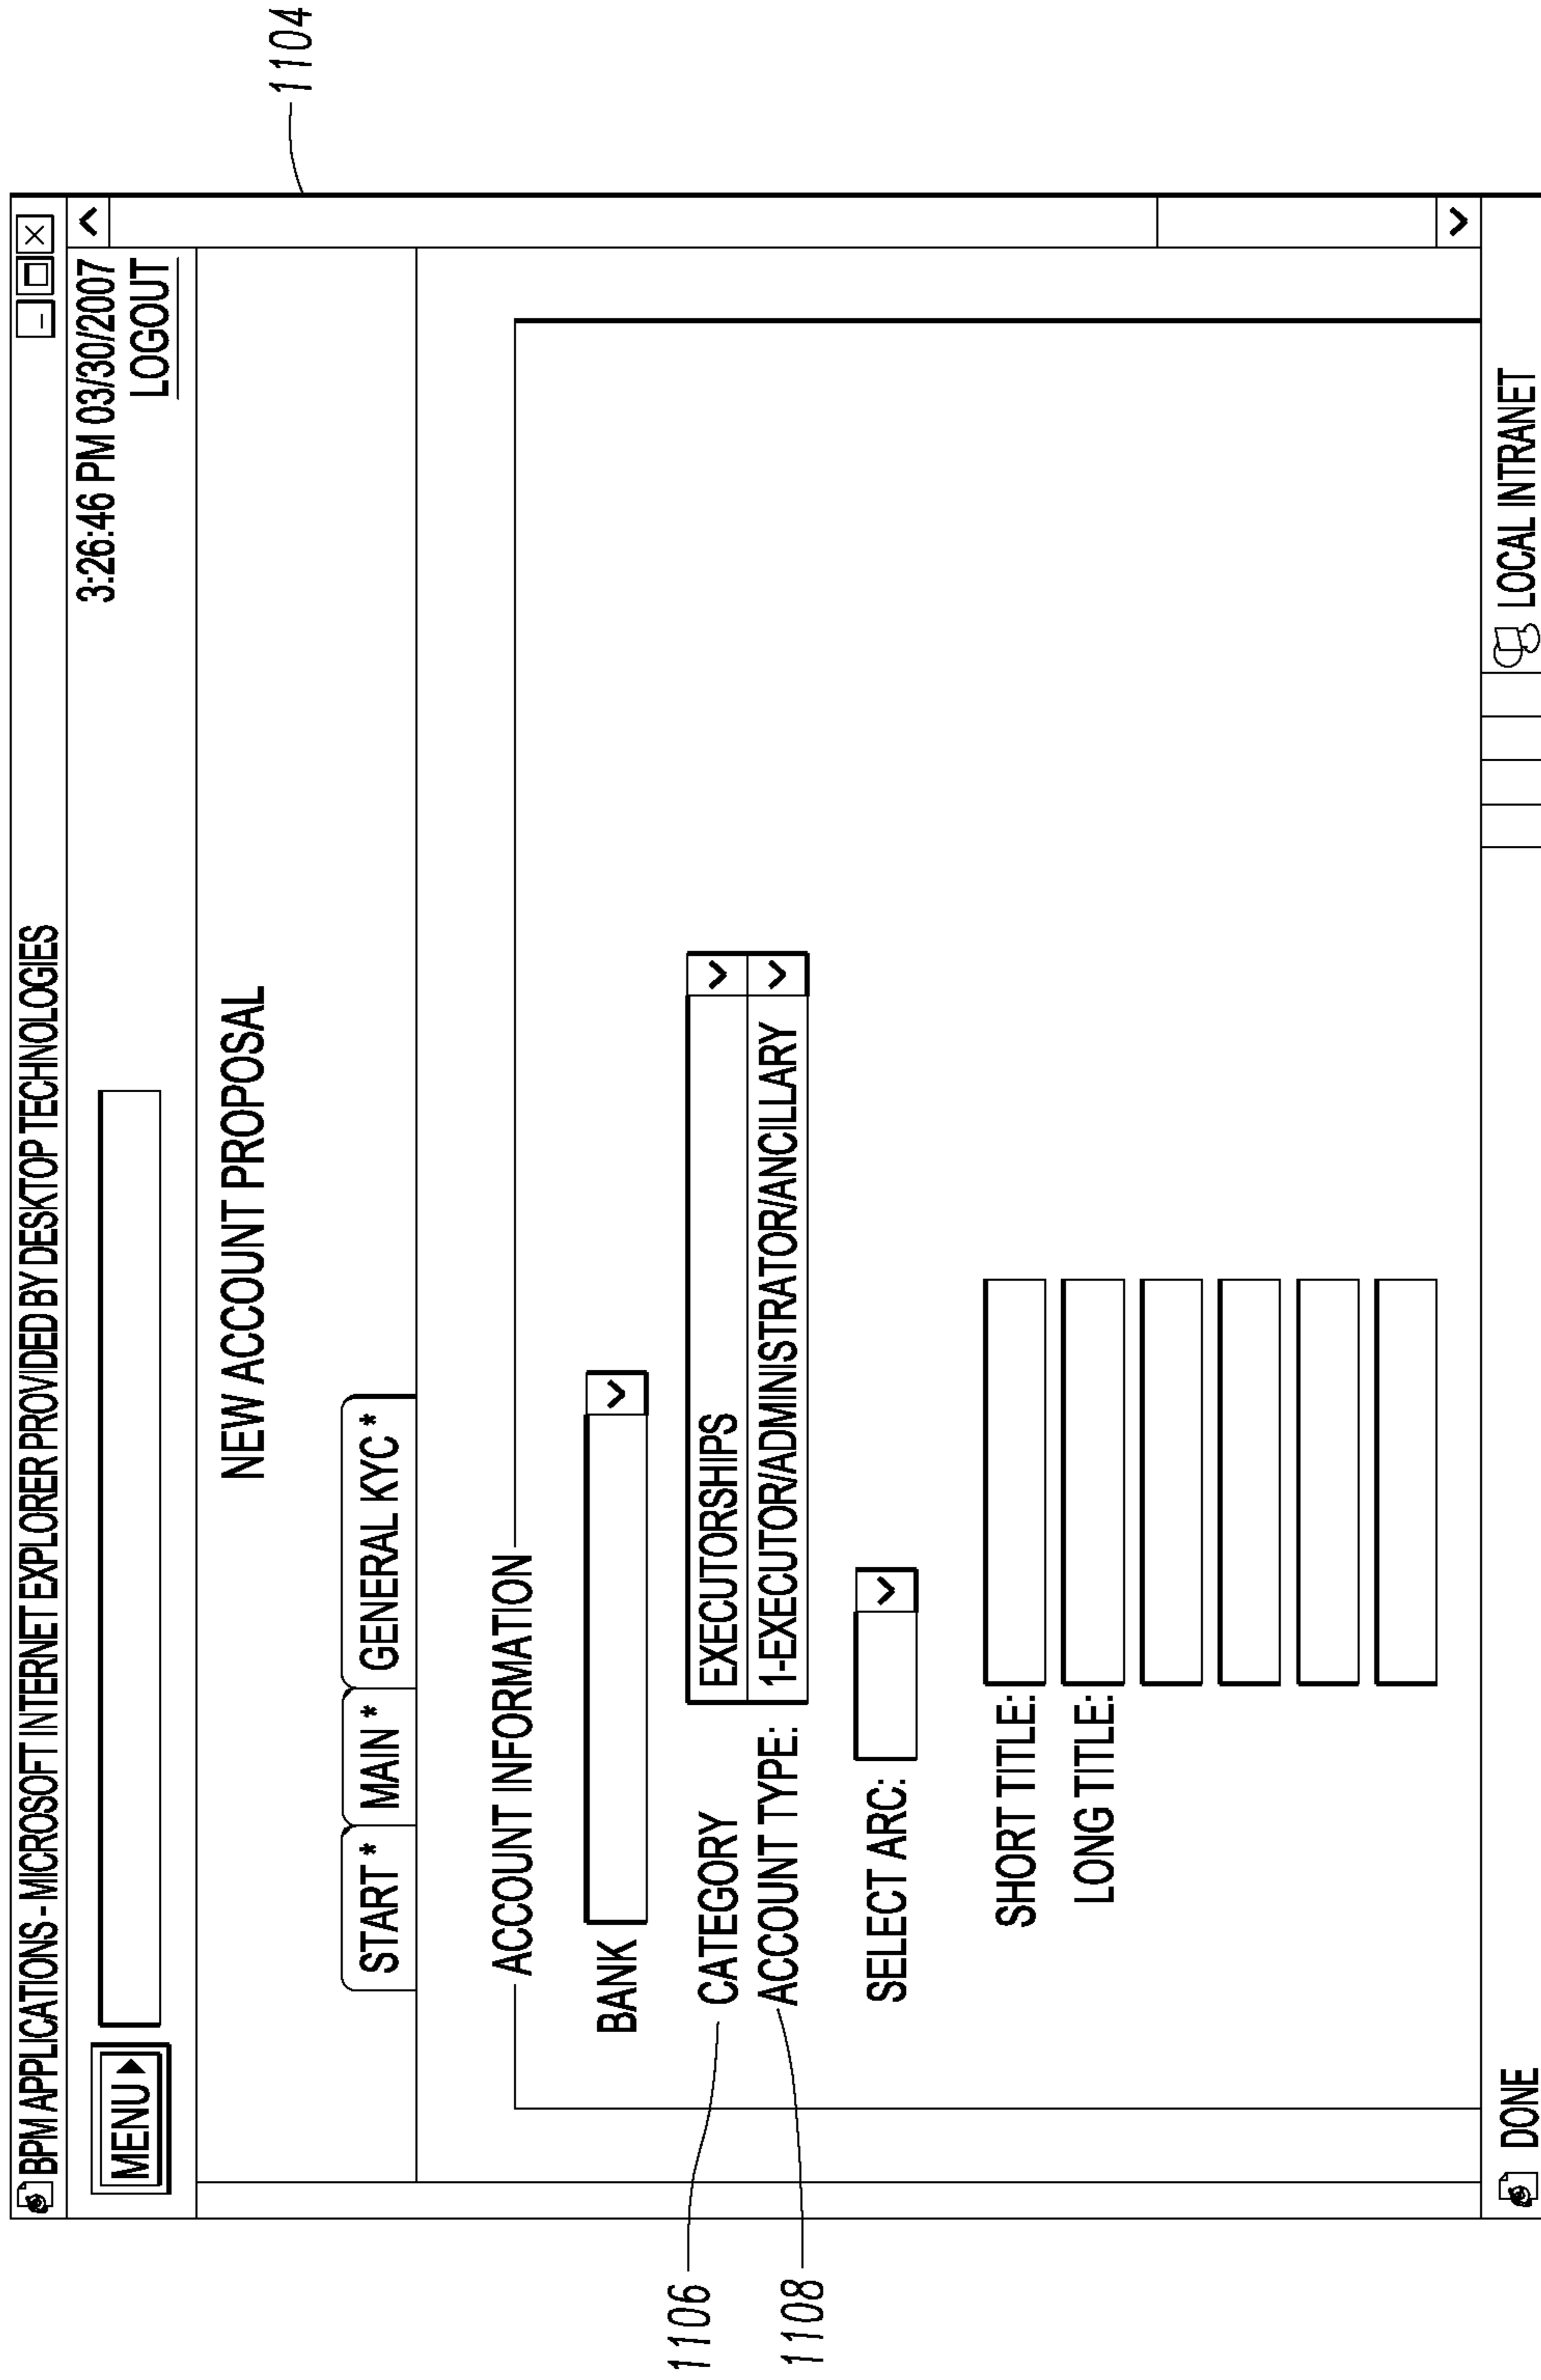 BPM APPLICATIONS - MICROSOFT INTERNET EXPLORER PROVIDED BY DESKTOP TECHNOLOGIES
MENU
3:26:46 PM 03/30/2007
LOGOUT
1104
NEW ACCOUNT PROPOSAL
START * MAIN * GENERAL KYC *
ACCOUNT INFORMATION
BANK
1106
CATEGORY EXECUTORSHIPS
1108
ACCOUNT TYPE: 1-EXECUTOR/ADMINISTRATOR/ANCILLARY
SELECT ARC:
SHORT TITLE:
LONG TITLE:
DONE LOCAL INTRANET